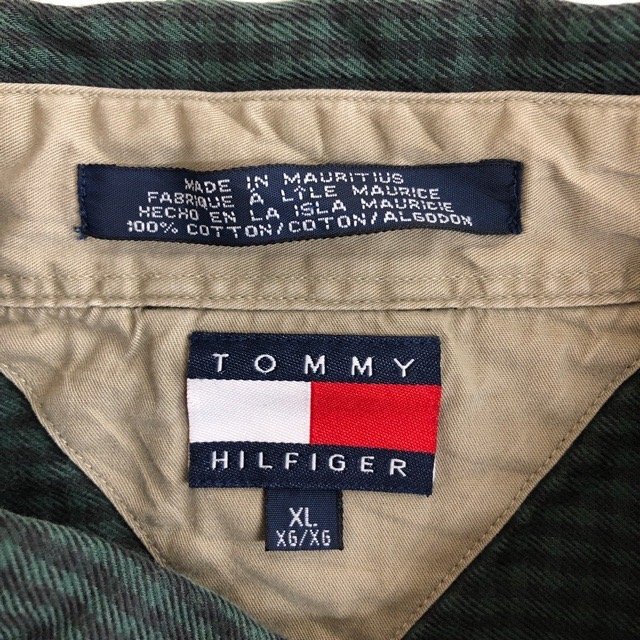 MADE IN MAURITIUS
FABRIQUE À L'ÎLE MAURICE
HECHO EN LA ISLA MAURICIE
100% COTTON/COTON/ALGODON
TOMMY
HILFIGER
XL
XG/XG